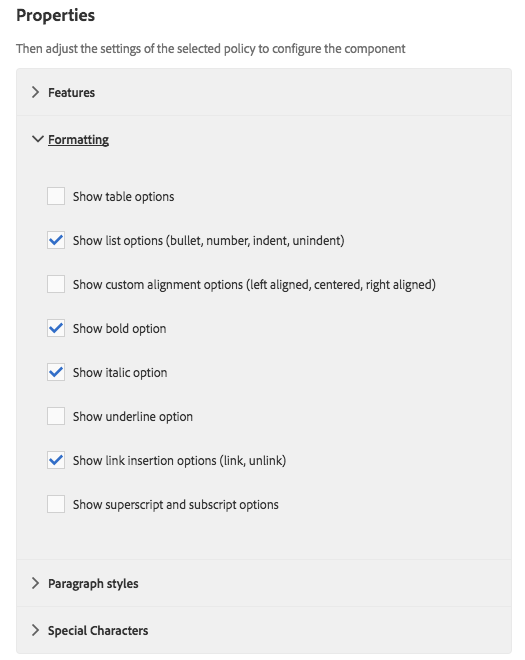 Properties
Then adjust the settings of the selected policy to configure the component
Features
Formatting
Show table options
Show list options (bullet, number, indent, unindent)
Show custom alignment options (left aligned, centered, right aligned)
Show bold option
Show italic option
Show underline option
Show link insertion options (link, unlink)
Show superscript and subscript options
Paragraph styles
Special Characters